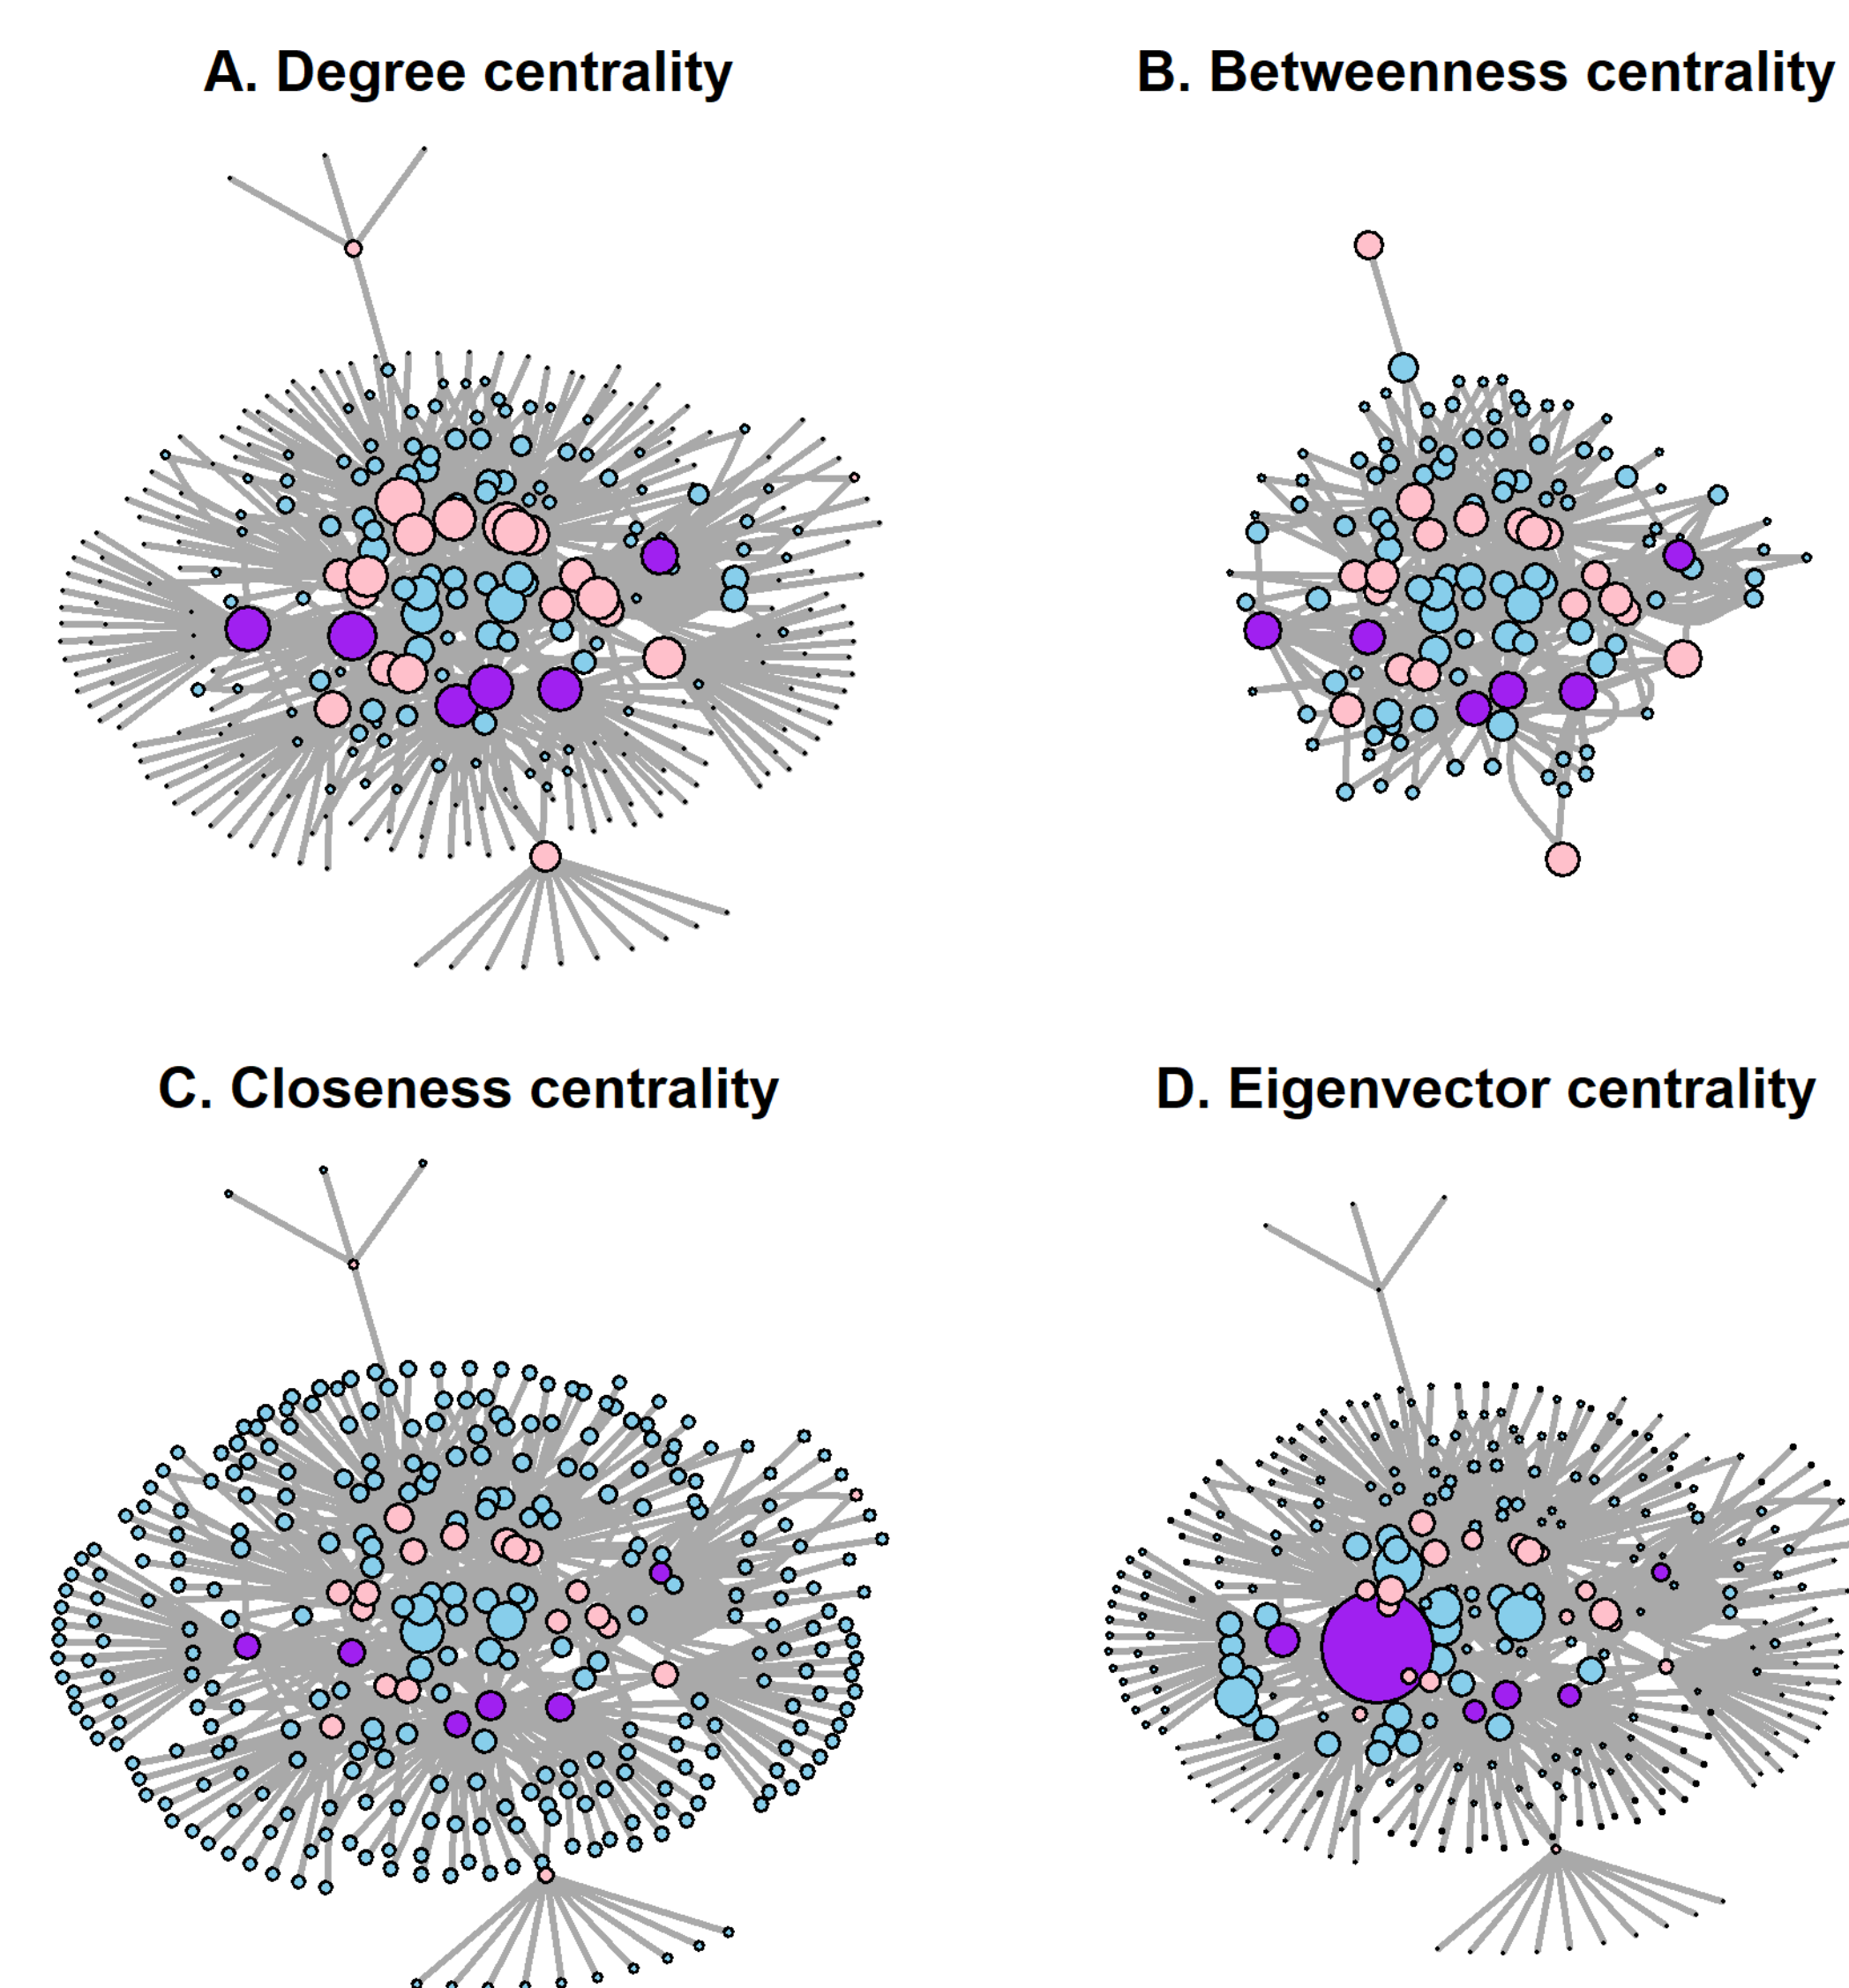 A. Degree centrality
B. Betweenness centrality
C. Closeness centrality
D. Eigenvector centrality